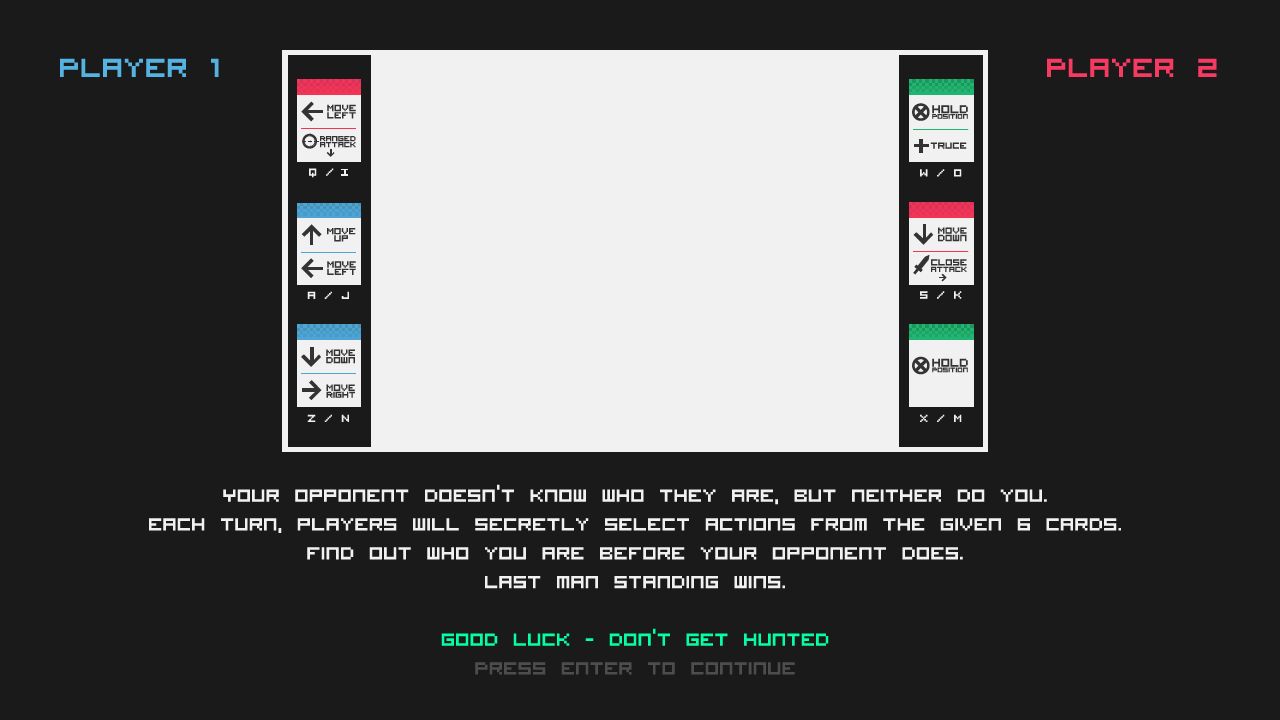 PLAYER 1
PLAYER 2
MOVE
LEFT
RANGED
ATTACK
Q / I
MOVE
UP
MOVE
LEFT
A / J
MOVE
DOWN
MOVE
RIGHT
Z / N
HOLD
POSITION
TRUCE
W / O
MOVE
DOWN
CLOSE
ATTACK
S / K
HOLD
POSITION
X / M
YOUR OPPONENT DOESN'T KNOW WHO THEY ARE, BUT NEITHER DO YOU.
EACH TURN, PLAYERS WILL SECRETLY SELECT ACTIONS FROM THE GIVEN 6 CARDS.
FIND OUT WHO YOU ARE BEFORE YOUR OPPONENT DOES.
LAST MAN STANDING WINS.
GOOD LUCK - DON'T GET HUNTED
PRESS ENTER TO CONTINUE